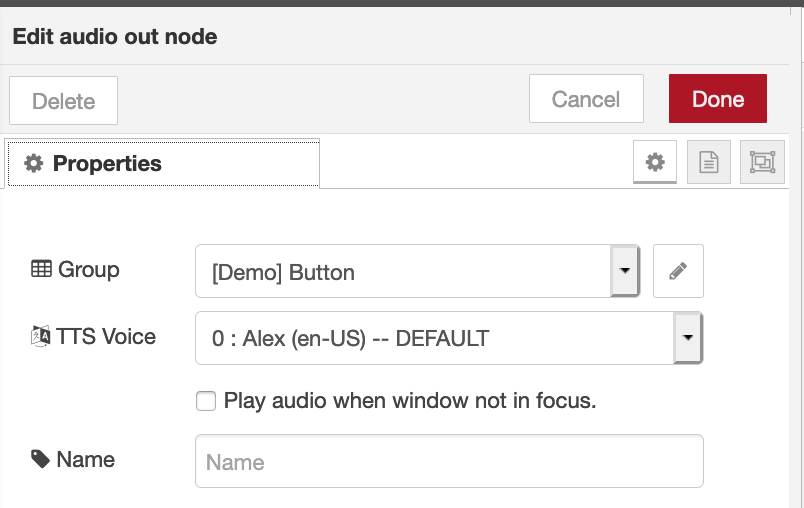 Edit audio out node
Delete
Cancel
Done
Properties
Group
[Demo] Button
TTS Voice
0 : Alex (en-US) -- DEFAULT
Play audio when window not in focus.
Name
Name